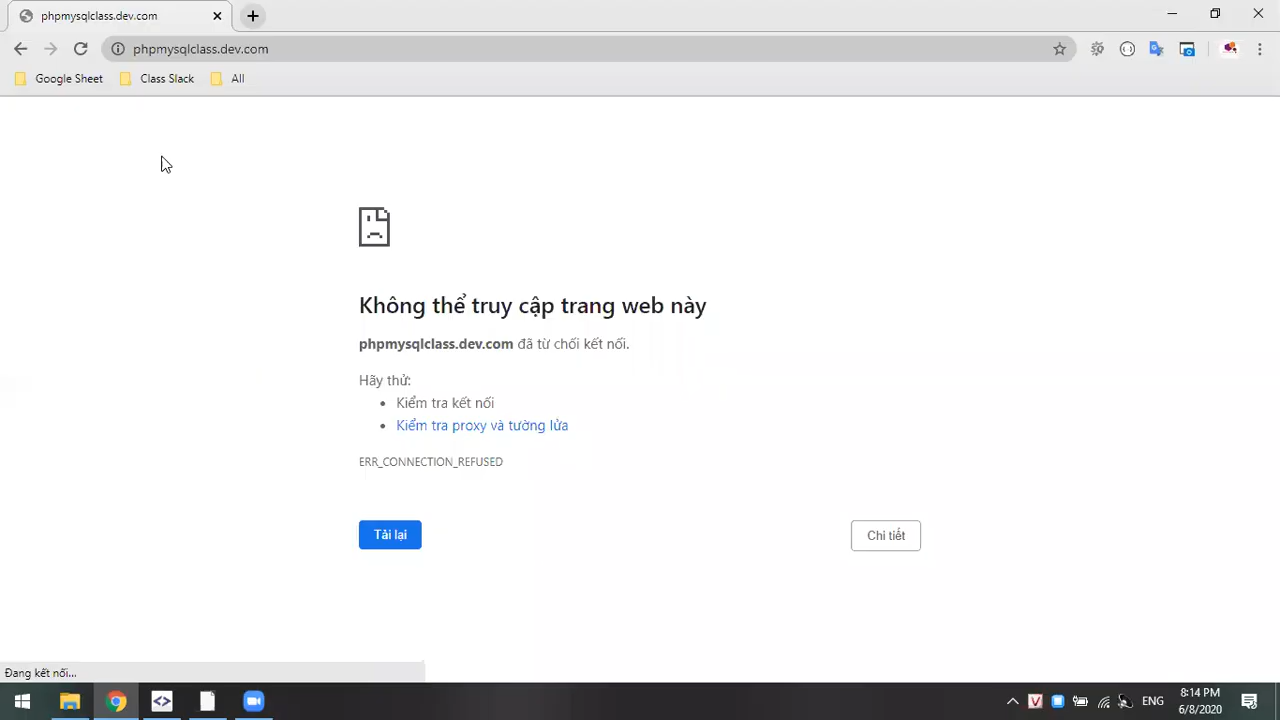 phpmysqlclass.dev.com
phpmysqlclass.dev.com
Google Sheet Class Slack All
Không thể truy cập trang web này
phpmysqlclass.dev.com đã từ chối kết nối.
Hãy thử:
• Kiểm tra kết nối
• Kiểm tra proxy và tường lửa
ERR_CONNECTION_REFUSED
Tải lại Chi tiết
Đang kết nối...
ENG 8:14 PM
6/8/2020